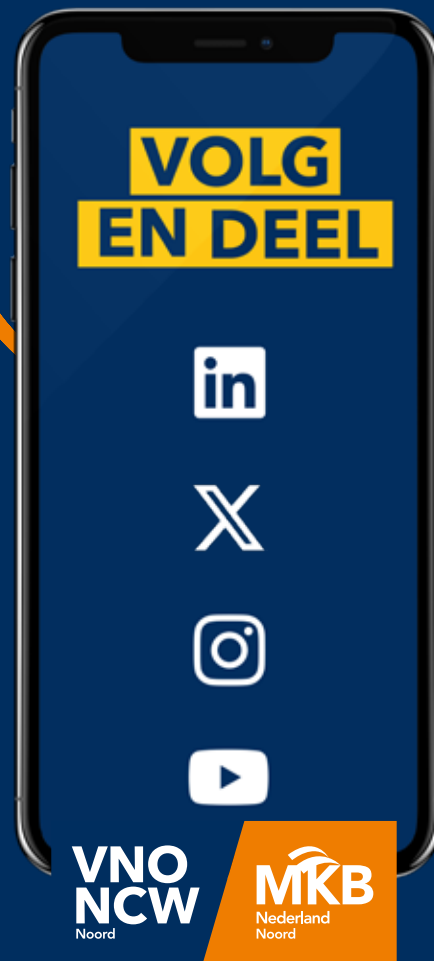 VOLG
EN DEEL
in
X
VNO
NCW
Noord
MKB
Nederland
Noord